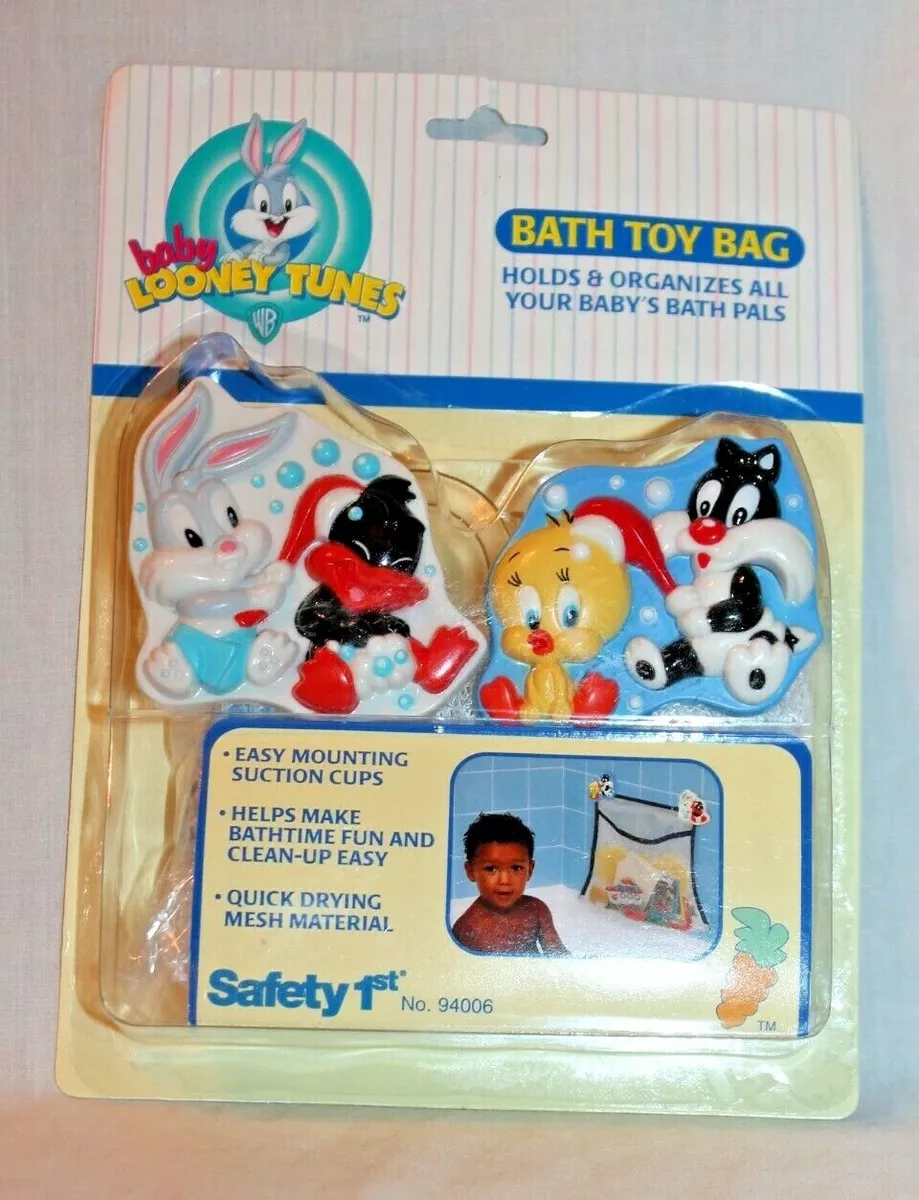 baby
LOONEY TUNES
WB
TM
BATH TOY BAG
HOLDS & ORGANIZES ALL
YOUR BABY'S BATH PALS
• EASY MOUNTING
SUCTION CUPS
• HELPS MAKE
BATHTIME FUN AND
CLEAN-UP EASY
• QUICK DRYING
MESH MATERIAL
Safety 1st® No. 94006
TM